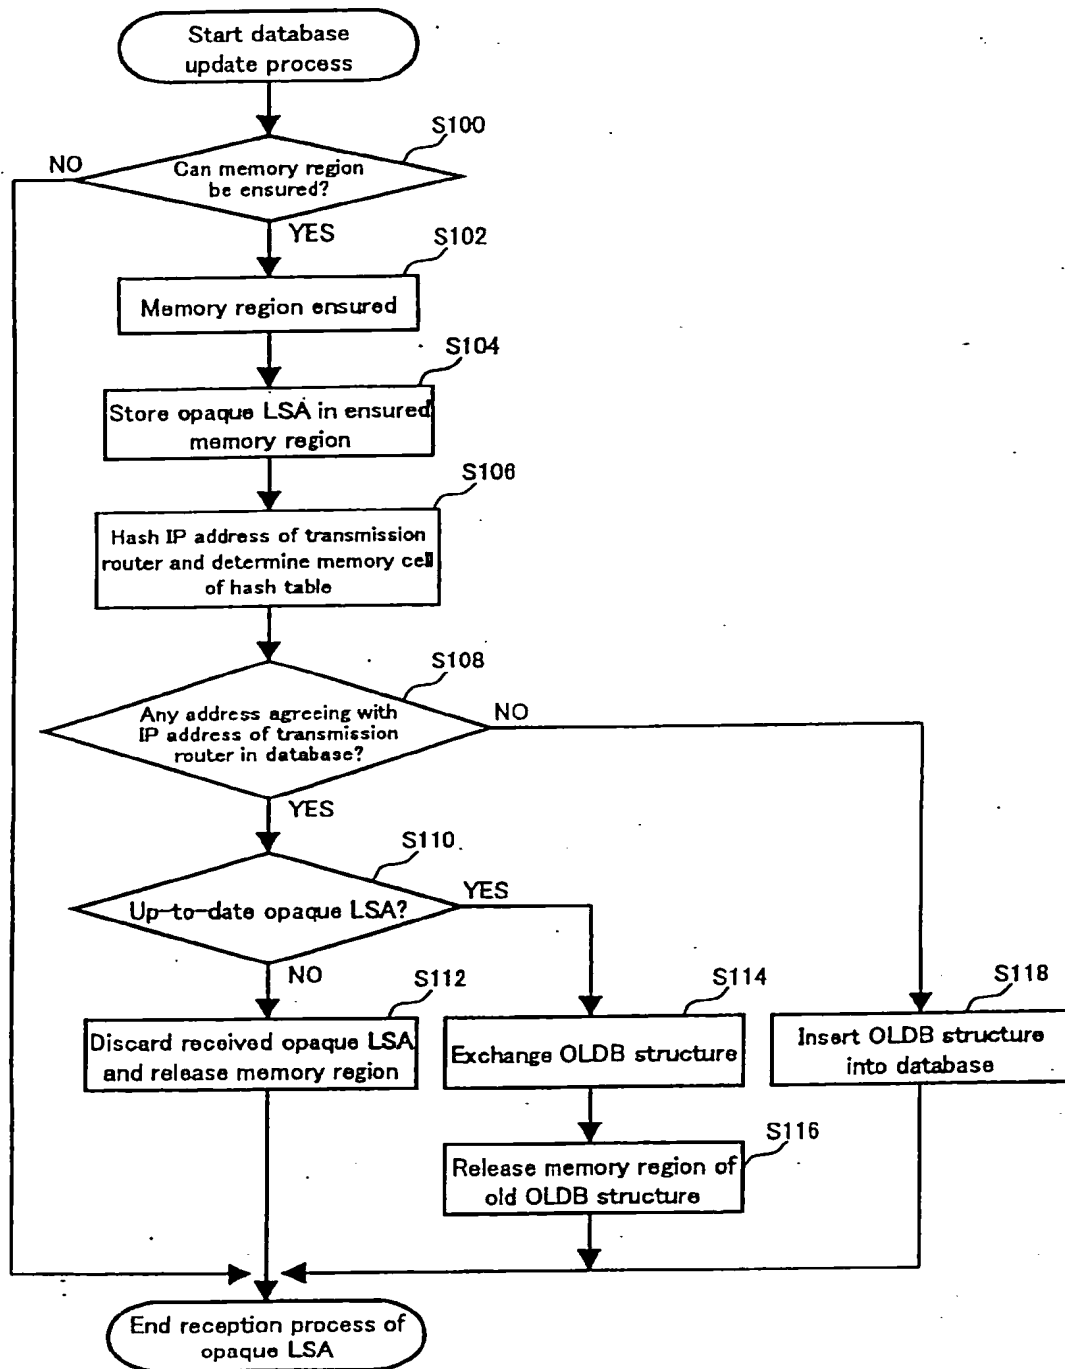 Start database
update process
S100
NO
Can memory region
be ensured?
YES
S102
Memory region ensured
S104
Store opaque LSA in ensured
memory region
S106
Hash IP address of transmission
router and determine memory cell
of hash table
S108
Any address agreeing with
IP address of transmission
router in database?
NO
YES
S110
Up-to-date opaque LSA?
YES
NO
S112
Discard received opaque LSA
and release memory region
S114
Exchange OLDB structure
S118
Insert OLDB structure
into database
S116
Release memory region of
old OLDB structure
End reception process of
opaque LSA